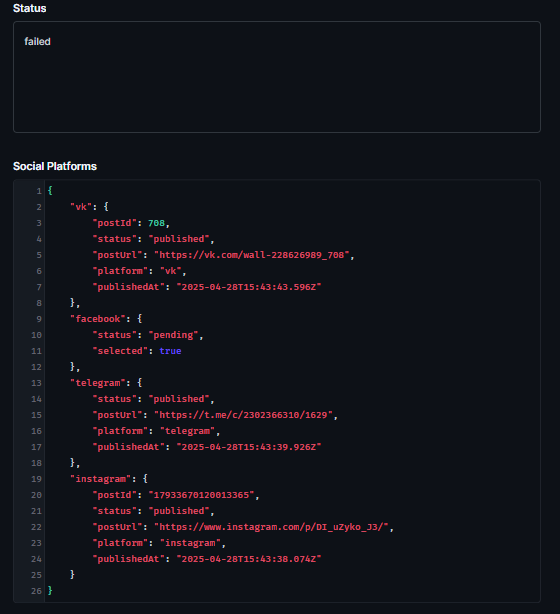 Status
failed
Social Platforms
1 {
2 "vk": {
3 "postId": 708,
4 "status": "published",
5 "postUrl": "https://vk.com/wall-228626989_708",
6 "platform": "vk",
7 "publishedAt": "2025-04-28T15:43:43.596Z"
8 },
9 "facebook": {
10 "status": "pending",
11 "selected": true
12 },
13 "telegram": {
14 "status": "published",
15 "postUrl": "https://t.me/c/2302366310/1629",
16 "platform": "telegram",
17 "publishedAt": "2025-04-28T15:43:39.926Z"
18 },
19 "instagram": {
20 "postId": "17933670120013365",
21 "status": "published",
22 "postUrl": "https://www.instagram.com/p/DI_uZyko_J3/",
23 "platform": "instagram",
24 "publishedAt": "2025-04-28T15:43:38.074Z"
25 }
26 }